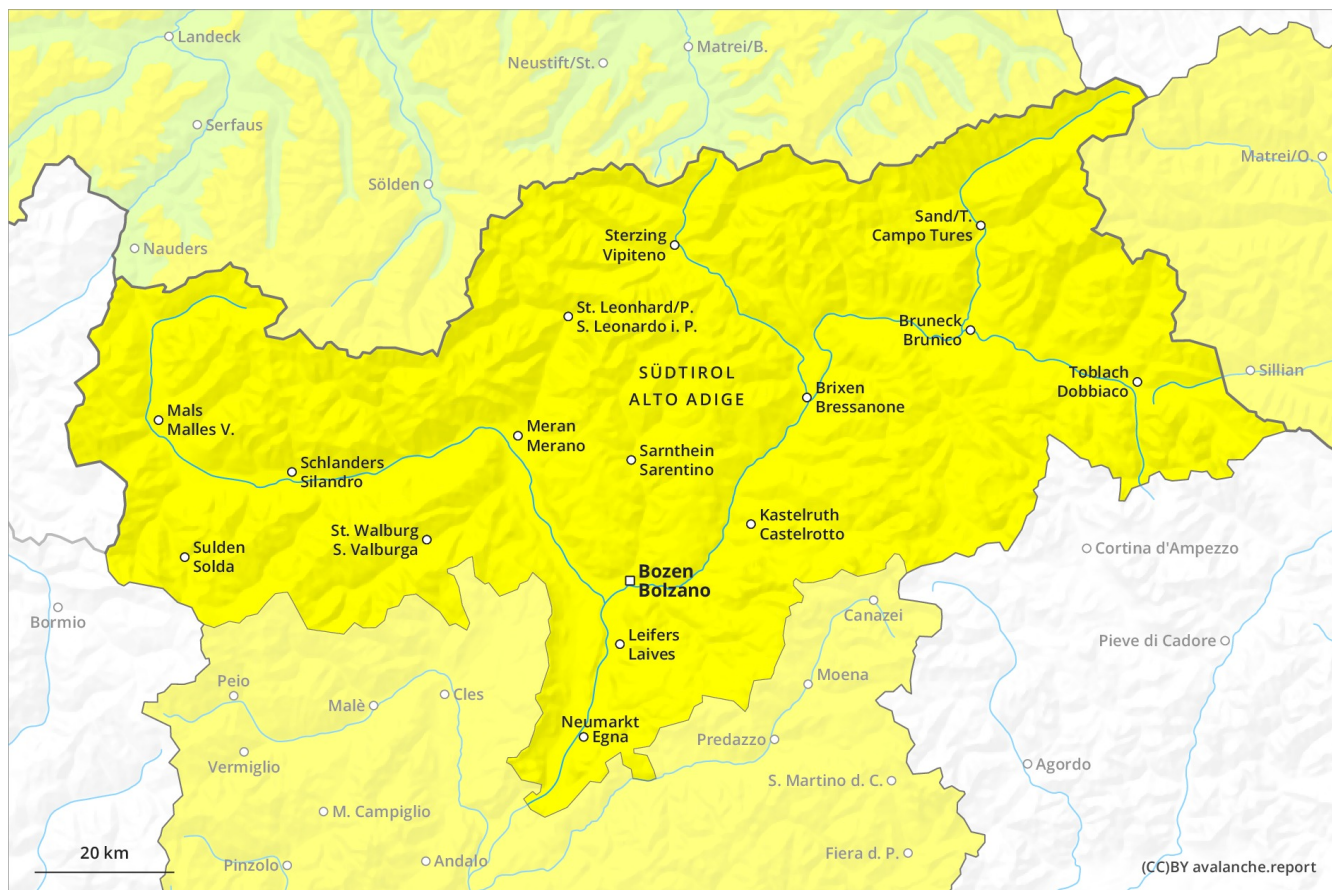 Landeck
Matrei/B.
Neustift/St.
Serfaus
Matrei/O.
Sölden
Sand/T.
Campo Tures
Sterzing
Vipiteno
Nauders
St. Leonhard/P.
S. Leonardo i. P.
Bruneck
Brunico
SÜDTIROL
ALTO ADIGE
Toblach
Dobbiaco
Sillian
Brixen
Bressanone
Mals
Malles V.
Meran
Merano
Sarnthein
Sarentino
Schlanders
Silandro
Kastelruth
Castelrotto
St. Walburg
S. Valburga
Sulden
Solda
Cortina d'Ampezzo
Bozen
Bolzano
Bormio
Canazei
Leifers
Laives
Pieve di Cadore
Peio
Moena
Malè
Cles
Neumarkt
Egna
Predazzo
Vermiglio
Agordo
S. Martino d. C.
M. Campiglio
20 km
Pinzolo
Andalo
Fiera d. P.
(CC)BY avalanche.report